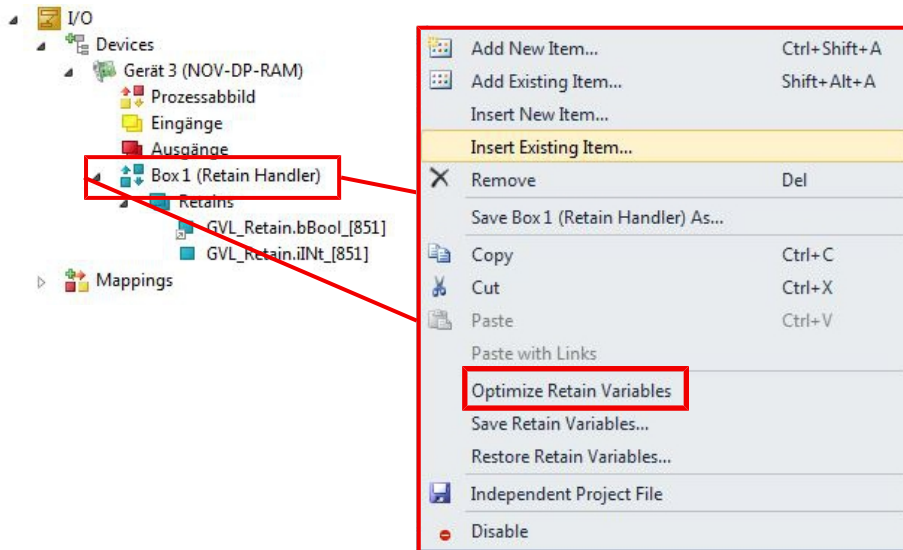 I/O
Devices
Gerät 3 (NOV-DP-RAM)
Prozessabbild
Eingänge
Ausgänge
Box 1 (Retain Handler)
Retains
GVL_Retain.bBool_[851]
GVL_Retain.iINt_[851]
Mappings
Add New Item... Ctrl+Shift+A
Add Existing Item... Shift+Alt+A
Insert New Item...
Insert Existing Item...
Remove Del
Save Box 1 (Retain Handler) As...
Copy Ctrl+C
Cut Ctrl+X
Paste Ctrl+V
Paste with Links
Optimize Retain Variables
Save Retain Variables...
Restore Retain Variables...
Independent Project File
Disable